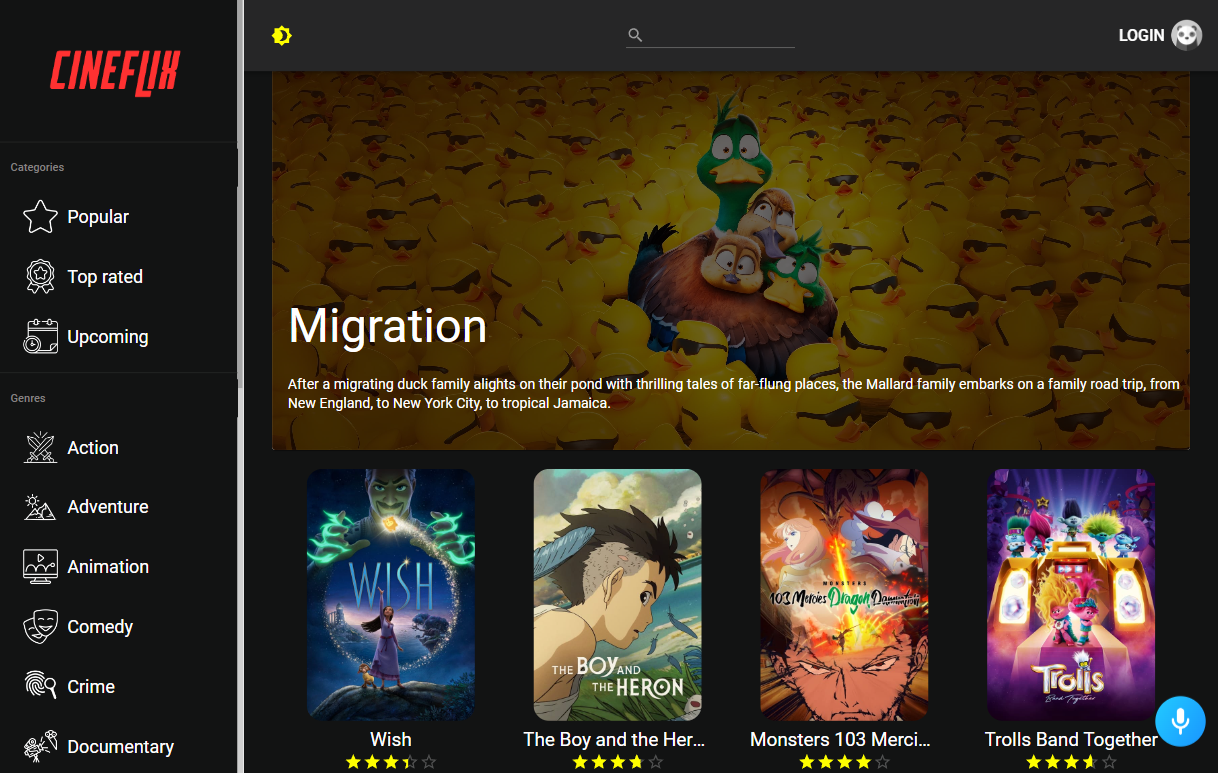 CINEFLIX
LOGIN
Categories
Popular
Top rated
Upcoming
Genres
Action
Adventure
Animation
Comedy
Crime
Documentary
Migration
After a migrating duck family alights on their pond with thrilling tales of far-flung places, the Mallard family embarks on a family road trip, from
New England, to New York City, to tropical Jamaica.
WISH
THE BOY AND
THE HERON
MONSTERS
103 Mercies Dragon Damnation
Trolls
Band Together
Wish
The Boy and the Her...
Monsters 103 Merci...
Trolls Band Together